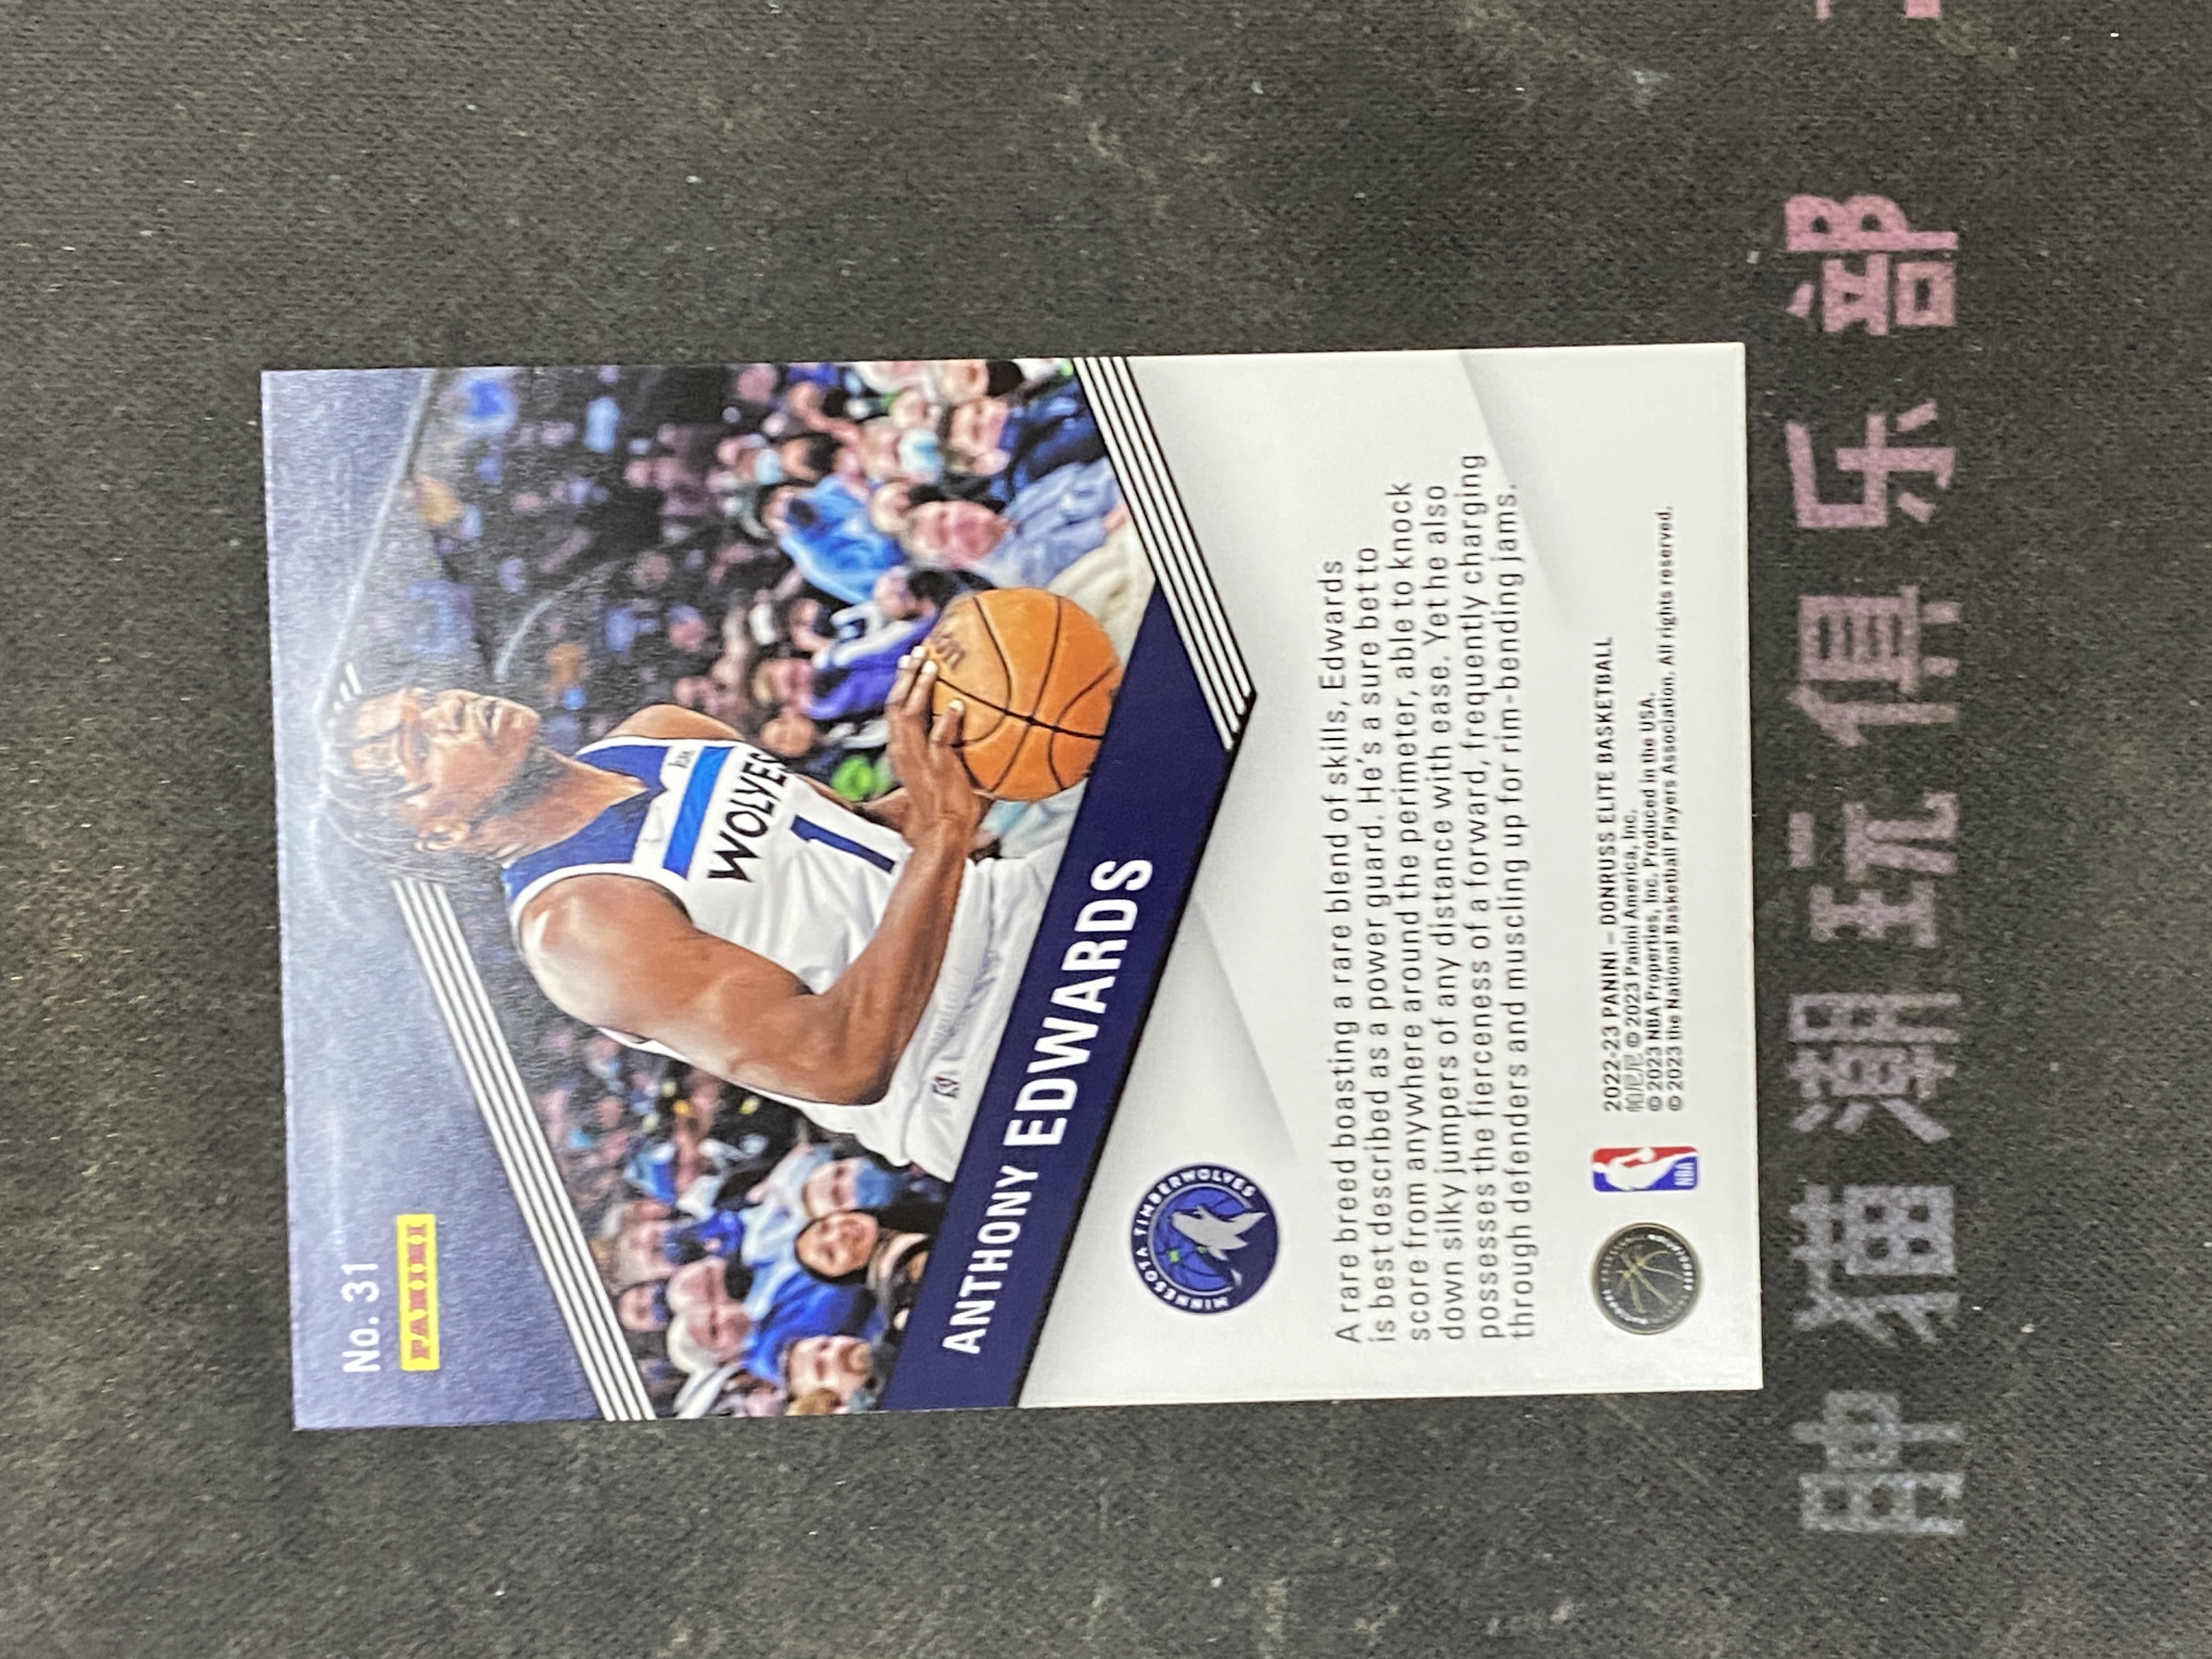 No. 31
PANINI
WOLVES
1
ANTHONY EDWARDS
MINNESOTA TIMBERWOLVES
A rare breed boasting a rare blend of skills, Edwards
is best described as a power guard. He's a sure bet to
score from anywhere around the perimeter, able to knock
down silky jumpers of any distance with ease. Yet he also
possesses the fierceness of a forward, frequently charging
through defenders and muscling up for rim-bending jams.
2022-23 PANINI – DONRUSS ELITE BASKETBALL
帕尼尼 © 2023 Panini America, Inc.
© 2023 NBA Properties, Inc. Produced in the USA.
© 2023 the National Basketball Players Association. All rights reserved.
NBA
肿猫潮玩俱乐部